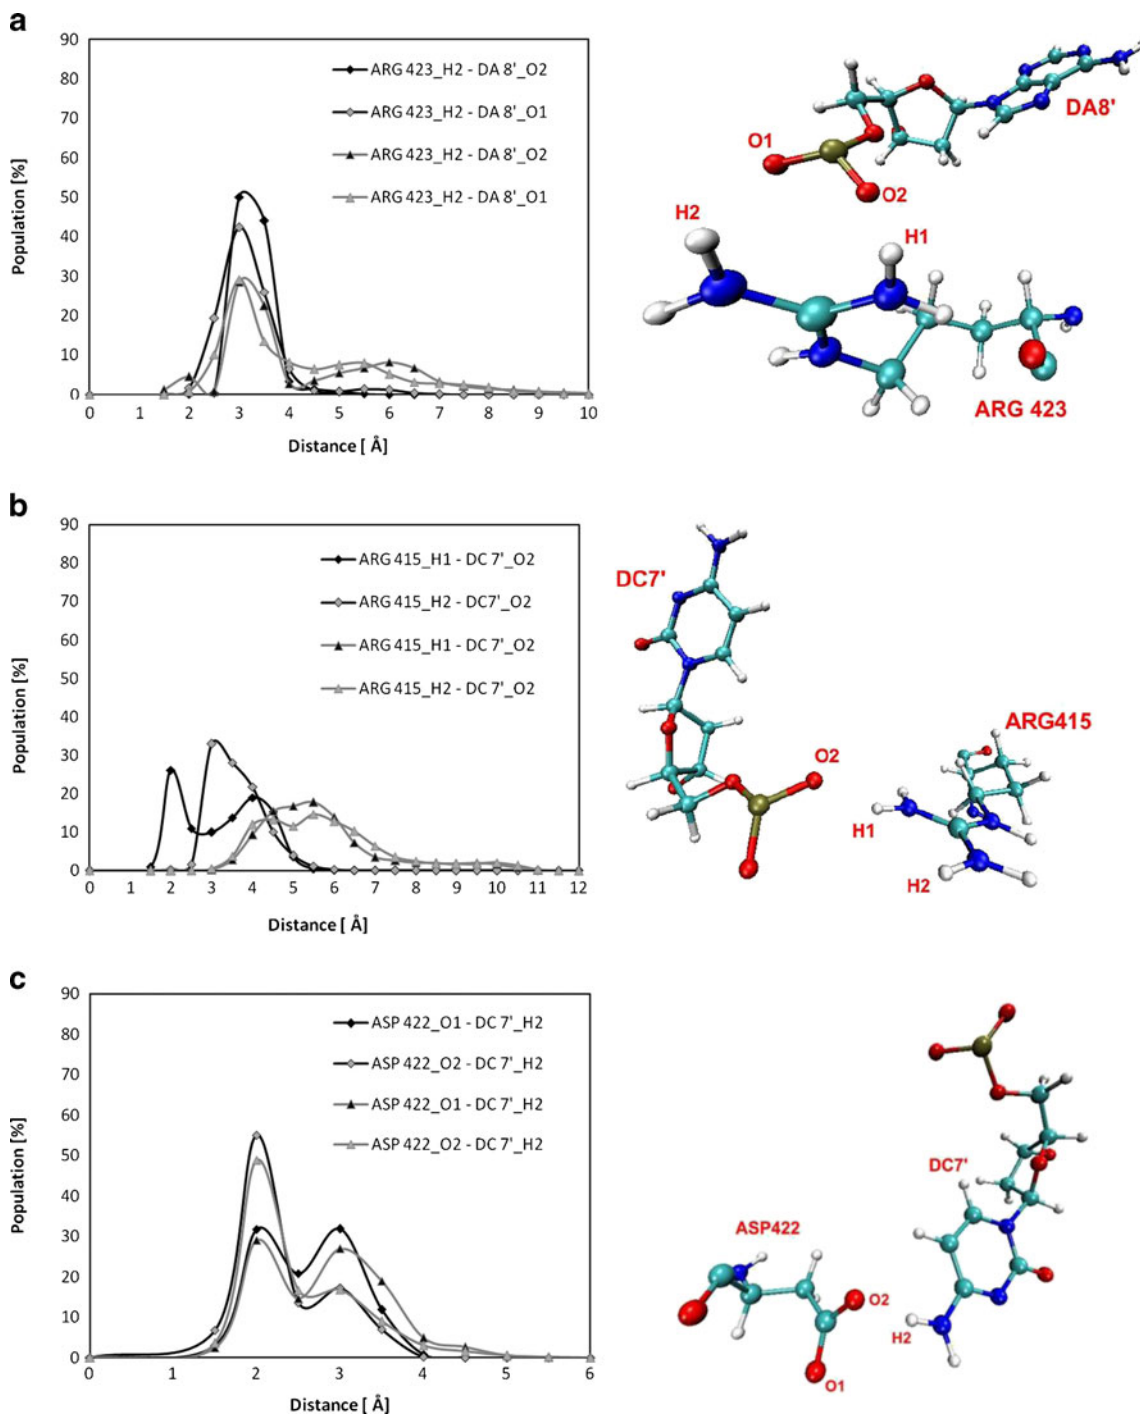 a
90
80
70
60
50
40
30
20
10
0
Population [%]
ARG 423_H2 - DA 8'_O2
ARG 423_H2 - DA 8'_O1
ARG 423_H2 - DA 8'_O2
ARG 423_H2 - DA 8'_O1
0 1 2 3 4 5 6 7 8 9 10
Distance [ Å]
DA8'
O1
O2
H2
H1
ARG 423
b
90
80
70
60
50
40
30
20
10
0
Population [%]
ARG 415_H1 - DC 7'_O2
ARG 415_H2 - DC7'_O2
ARG 415_H1 - DC 7'_O2
ARG 415_H2 - DC 7'_O2
0 1 2 3 4 5 6 7 8 9 10 11 12
Distance [ Å]
DC7'
O2
ARG415
H1
H2
c
90
80
70
60
50
40
30
20
10
0
Population [%]
ASP 422_O1 - DC 7'_H2
ASP 422_O2 - DC 7'_H2
ASP 422_O1 - DC 7'_H2
ASP 422_O2 - DC 7'_H2
0 1 2 3 4 5 6
Distance [ Å]
DC7'
ASP422
O2
H2
O1